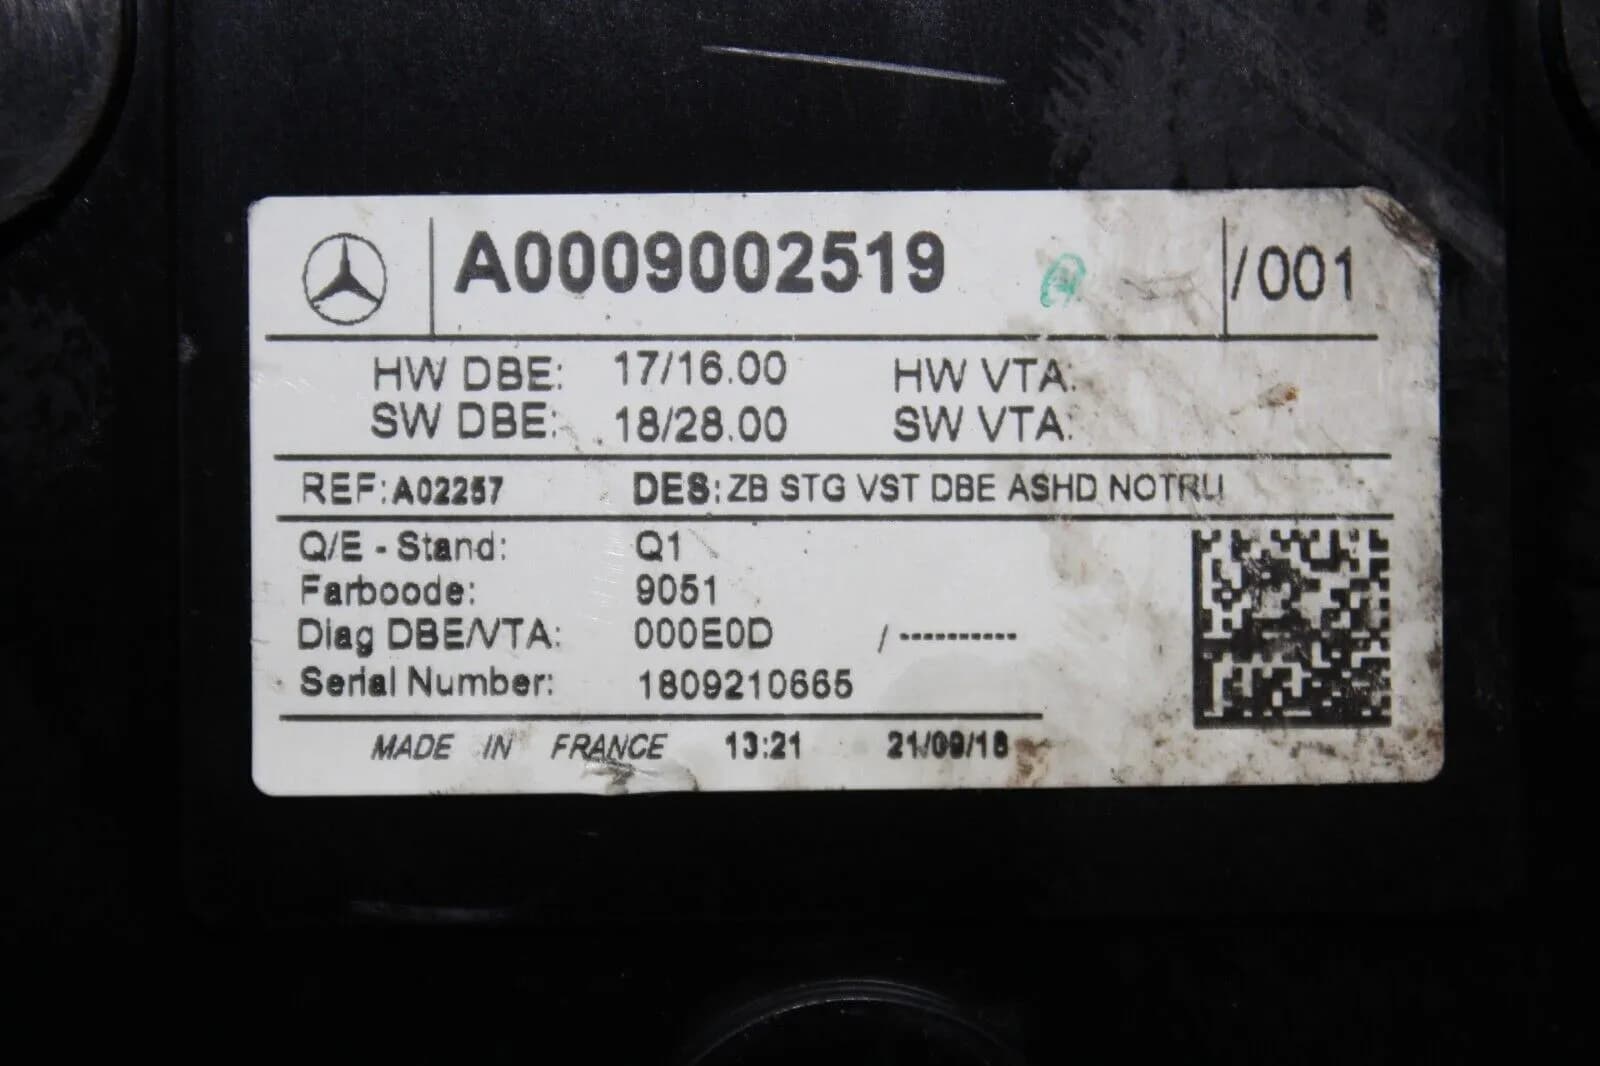 A0009002519 /001
HW DBE: 17/16.00 HW VTA:
SW DBE: 18/28.00 SW VTA:
REF: A02257 DES: ZB STG VST DBE ASHD NOTRU
Q/E - Stand: Q1
Farbcode: 9051
Diag DBE/VTA: 000E0D / ----------
Serial Number: 1809210665
MADE IN FRANCE 13:21 21/09/18